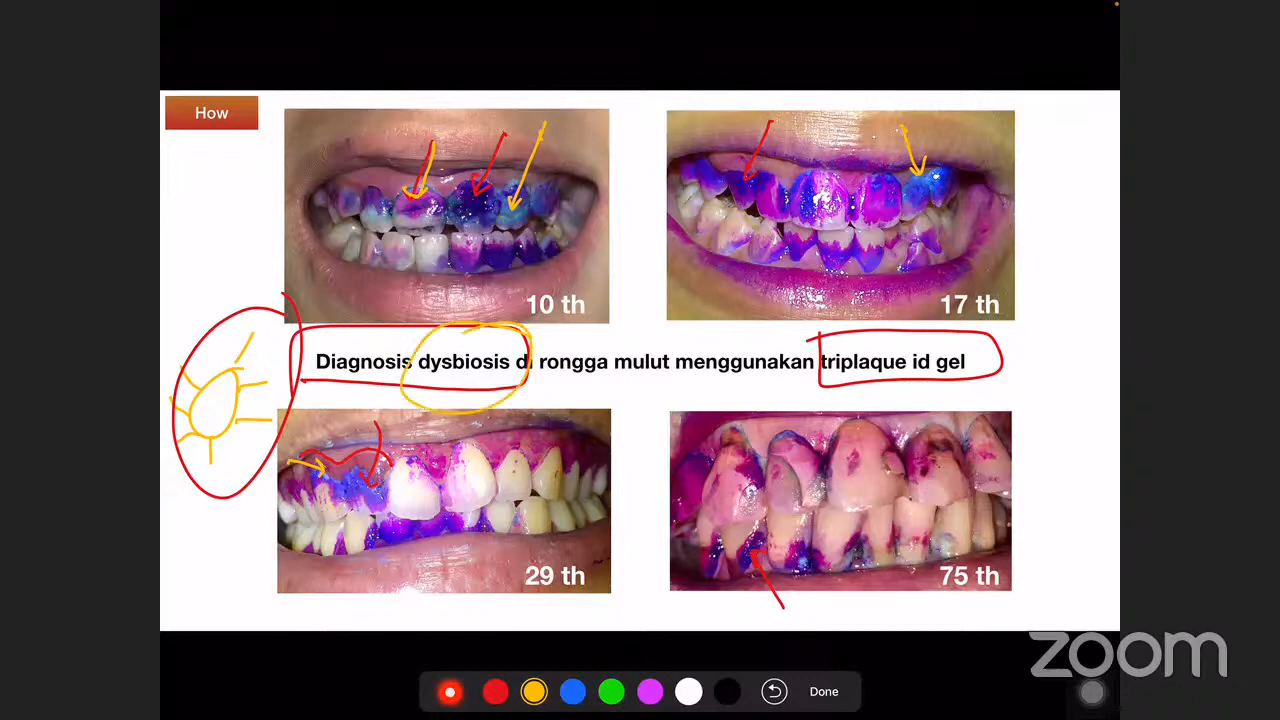 How
10 th
17 th
Diagnosis dysbiosis di rongga mulut menggunakan triplaque id gel
29 th
75 th
zoom
Done